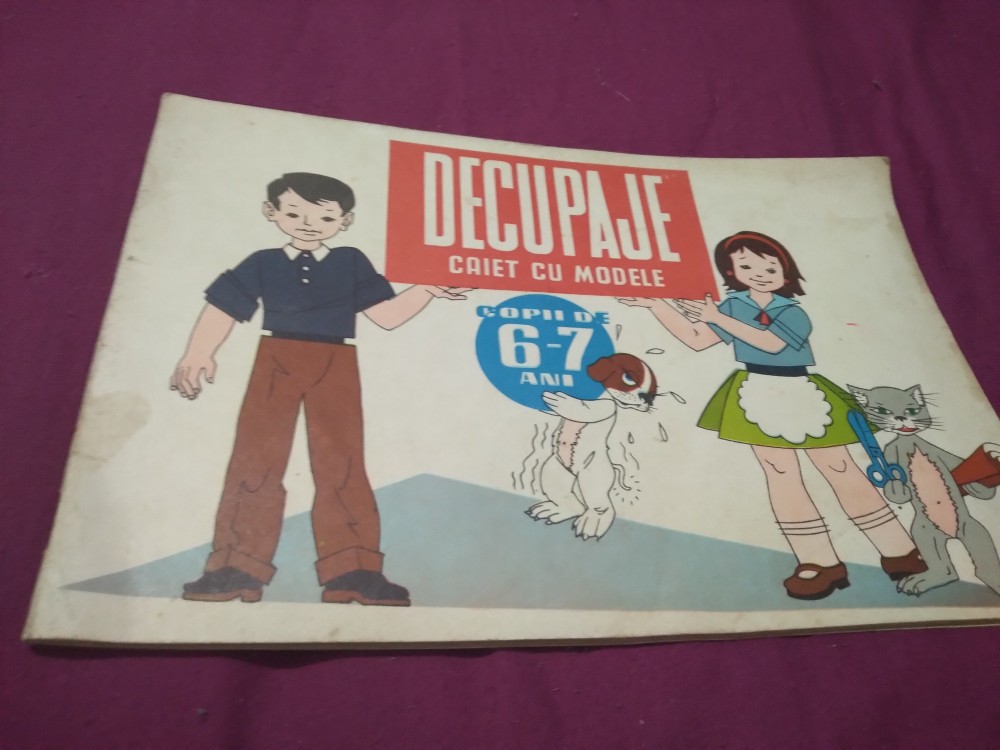 DECUPAJE
CAIET CU MODELE
COPII DE
6-7
ANI